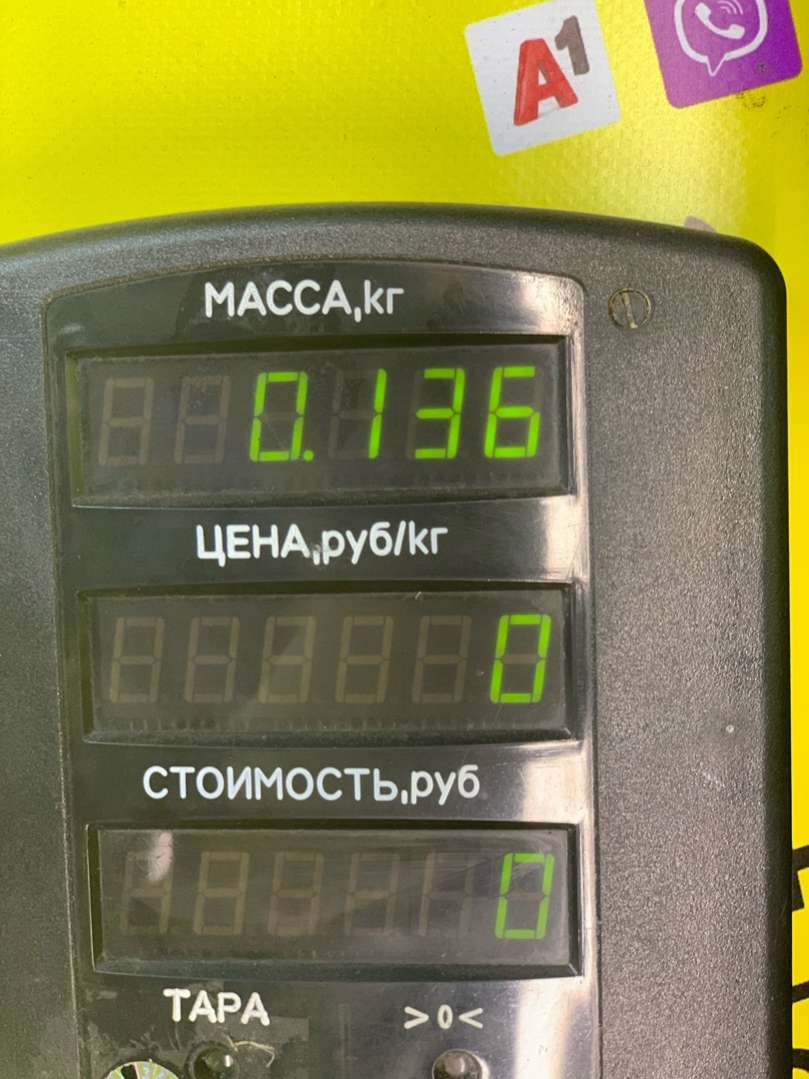 A1
МАССА,кг
0.136
ЦЕНА,руб/кг
0
СТОИМОСТЬ,руб
0
ТАРА >0<